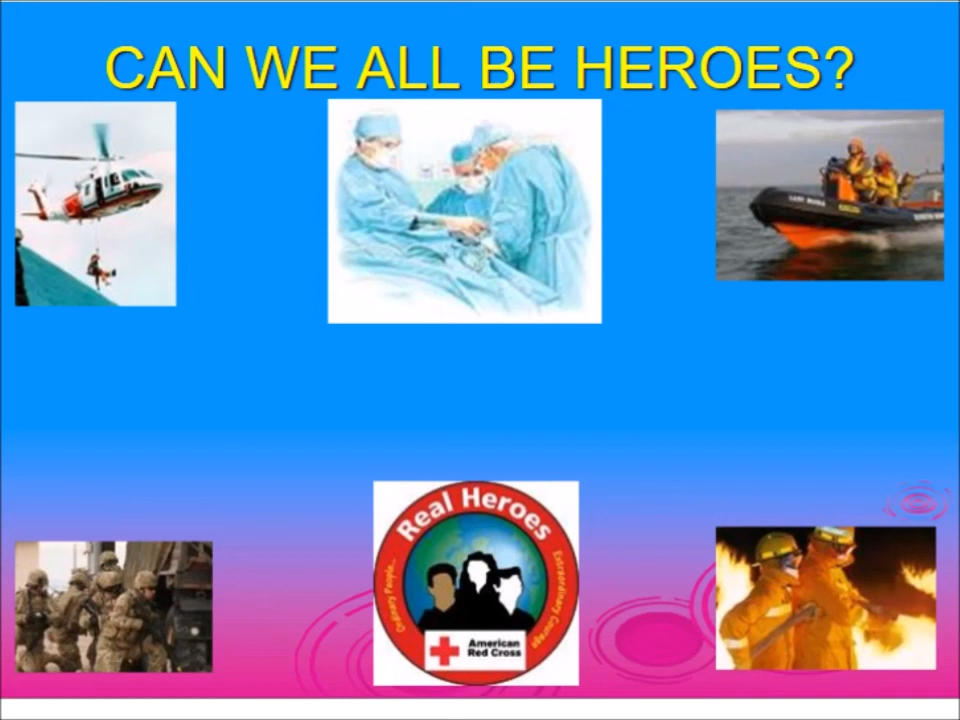 CAN WE ALL BE HEROES?
Real Heroes
Ordinary People...
Extraordinary Courage
American
Red Cross